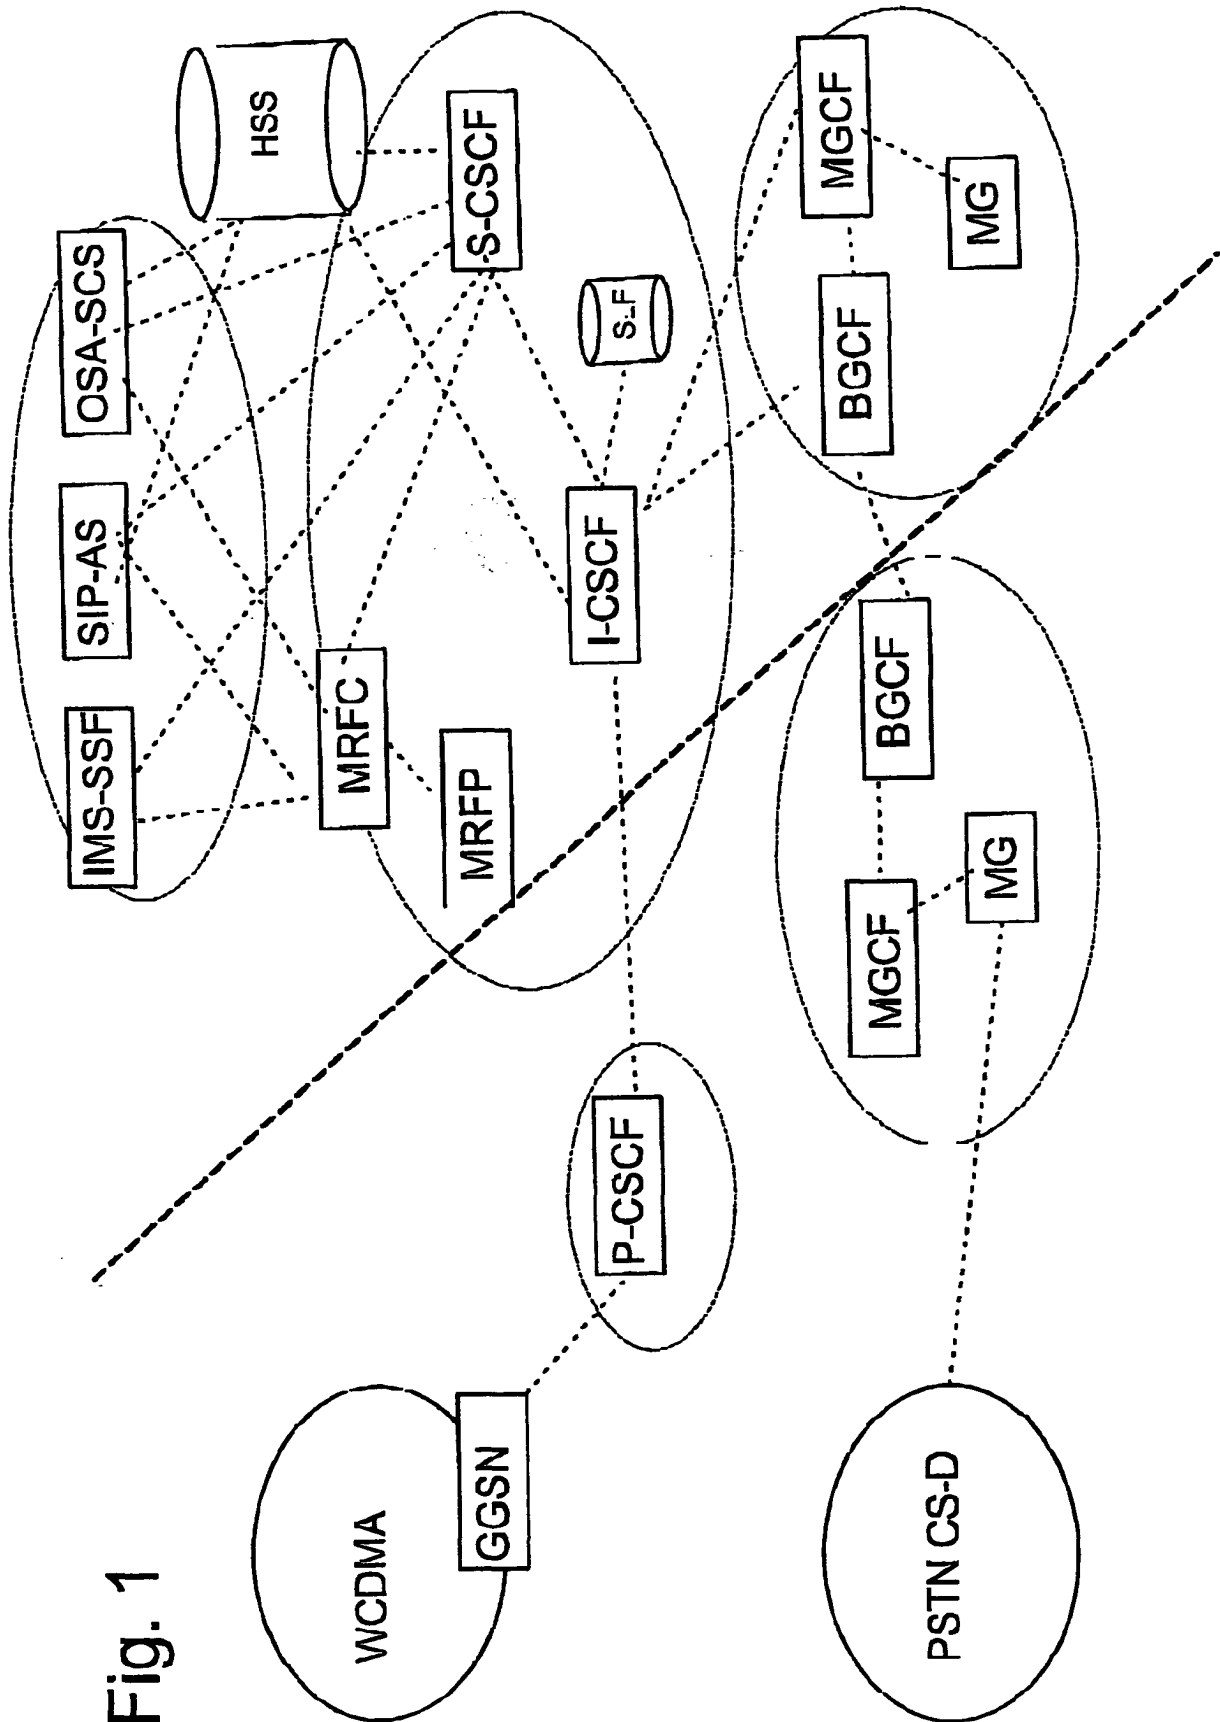 Fig. 1
IMS-SSF
SIP-AS
OSA-SCS
HSS
MRFC
MRFP
S-CSCF
WCDMA
GGSN
P-CSCF
I-CSCF
MGCF
BGCF
BGCF
MGCF
MG
MG
PSTN CS-D